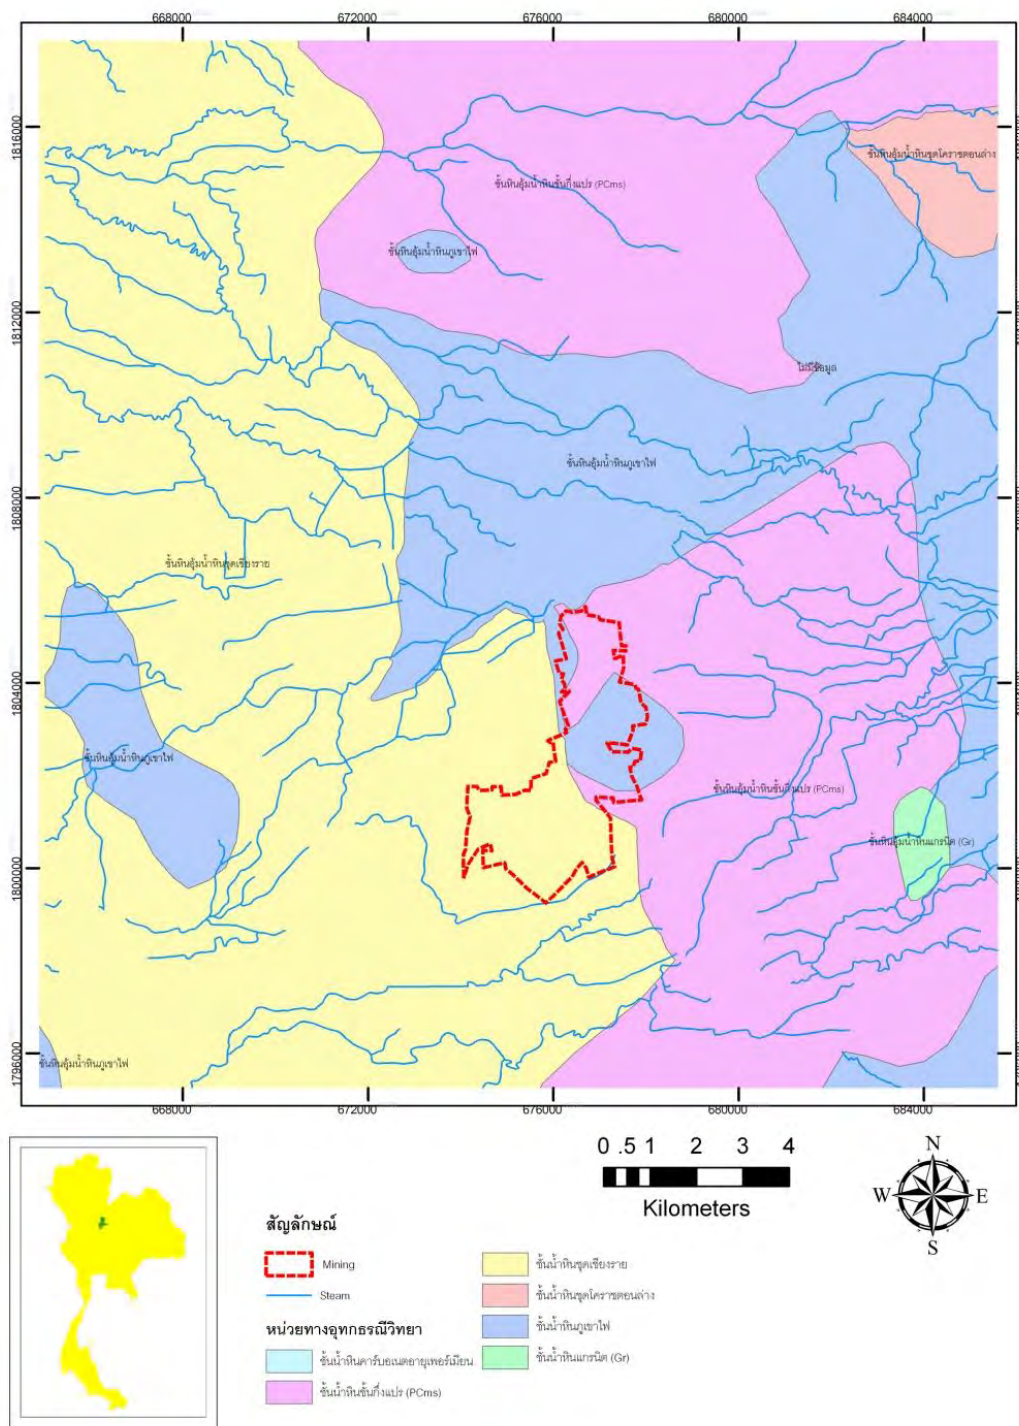 668000 672000 676000 680000 684000
1816000
ชั้นหินอุ้มน้ำหินชุดโคราชตอนล่าง
ชั้นหินอุ้มน้ำหินชั้นกึ่งแปร (PCms)
ชั้นหินอุ้มน้ำหินภูเขาไฟ
1812000
ไม่มีข้อมูล
ชั้นหินอุ้มน้ำหินภูเขาไฟ
1808000
ชั้นหินอุ้มน้ำหินชุดเชียงราย
1804000
ชั้นหินอุ้มน้ำหินภูเขาไฟ
ชั้นหินอุ้มน้ำหินชั้นกึ่งแปร (PCms)
ชั้นหินอุ้มน้ำหินแกรนิต (Gr)
1800000
1796000
ชั้นหินอุ้มน้ำหินภูเขาไฟ
668000 672000 676000 680000 684000
0 .5 1 2 3 4
Kilometers
N
W E
S
สัญลักษณ์
Mining
Steam
หน่วยทางอุทกธรณีวิทยา
ชั้นน้ำหินคาร์บอเนตอายุเพอร์เมียน
ชั้นน้ำหินชั้นกึ่งแปร (PCms)
ชั้นน้ำหินชุดเชียงราย
ชั้นน้ำหินชุดโคราชตอนล่าง
ชั้นน้ำหินภูเขาไฟ
ชั้นน้ำหินแกรนิต (Gr)